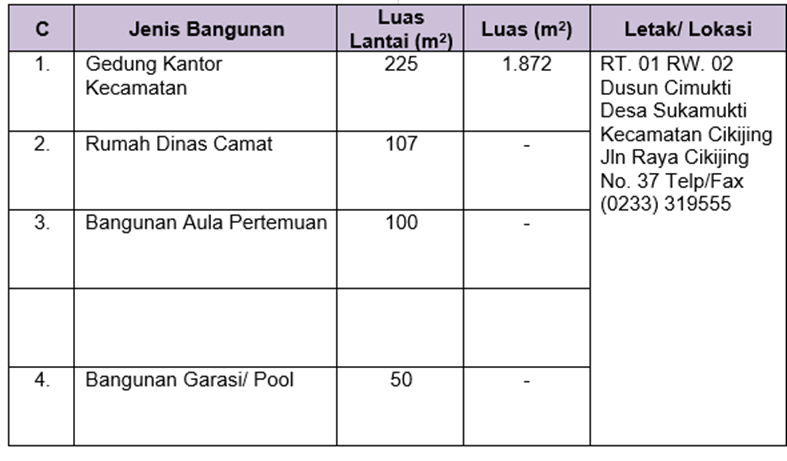 C Jenis Bangunan Luas Lantai (m²) Luas (m²) Letak/ Lokasi
1. Gedung Kantor Kecamatan 225 1.872 RT. 01 RW. 02
Dusun Cimukti
Desa Sukamukti
Kecamatan Cikijing
Jln Raya Cikijing
No. 37 Telp/Fax
(0233) 319555
2. Rumah Dinas Camat 107 -
3. Bangunan Aula Pertemuan 100 -
4. Bangunan Garasi/ Pool 50 -